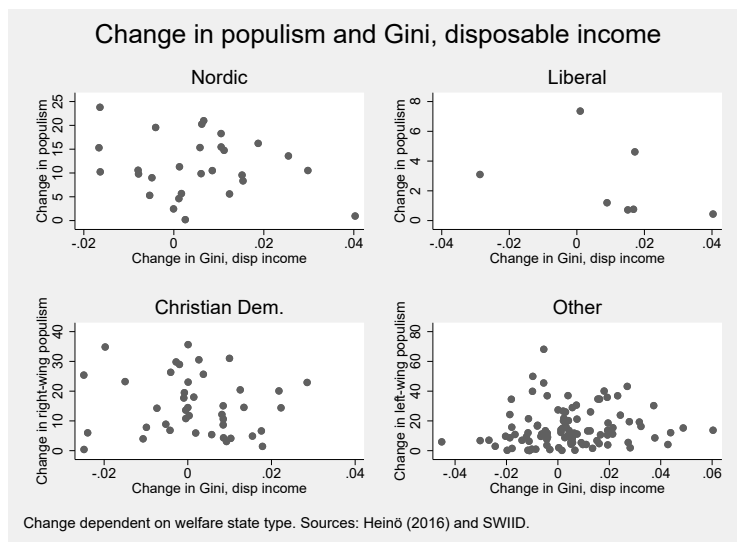 Change in populism and Gini, disposable income
Nordic
Change in populism
0 5 10 15 20 25
-.02 0 .02 .04
Change in Gini, disp income
Liberal
Change in populism
0 2 4 6 8
-.04 -.02 0 .02 .04
Change in Gini, disp income
Christian Dem.
Change in right-wing populism
0 10 20 30 40
-.02 0 .02 .04
Change in Gini, disp income
Other
Change in left-wing populism
0 20 40 60 80
-.04 -.02 0 .02 .04 .06
Change in Gini, disp income
Change dependent on welfare state type. Sources: Heinö (2016) and SWIID.